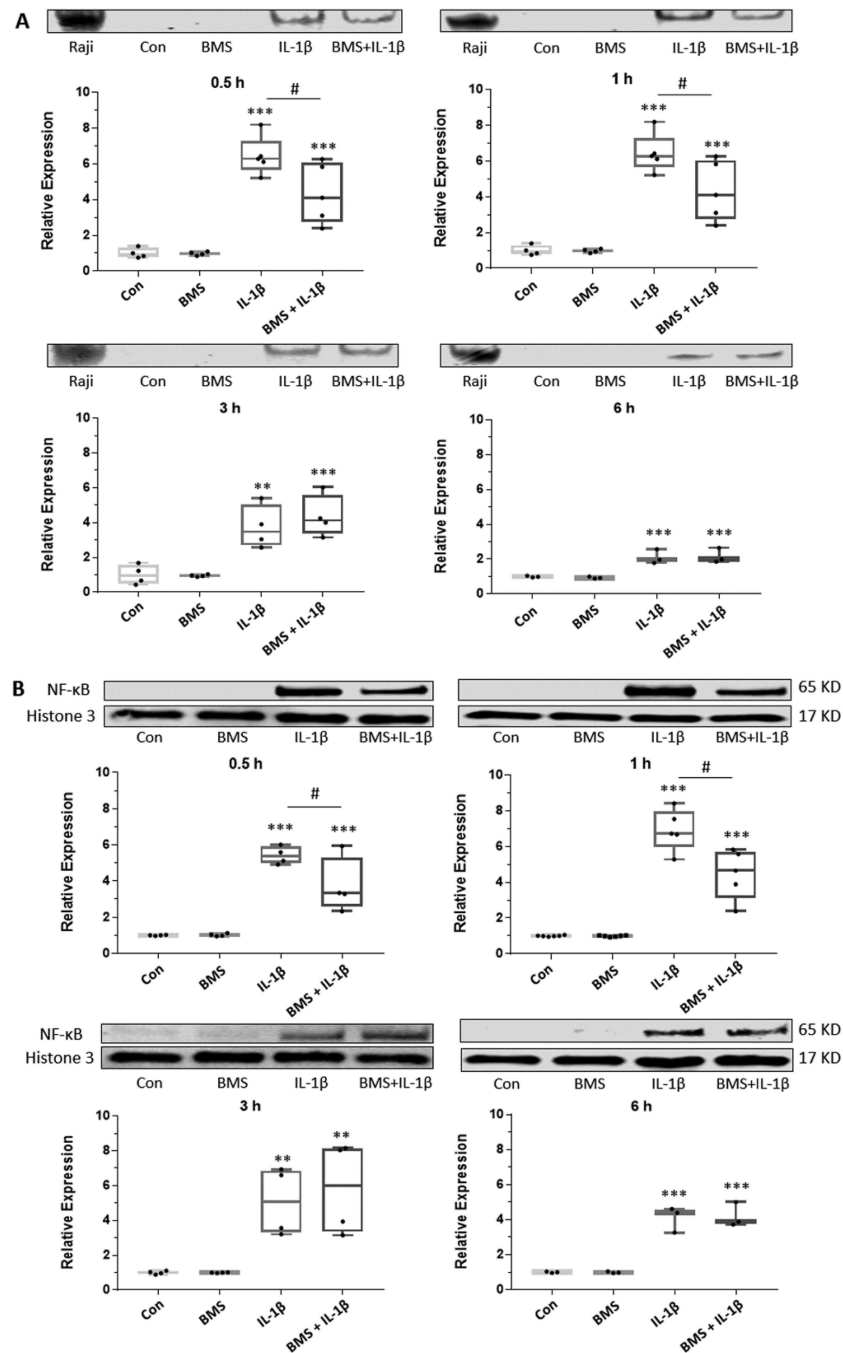 A
Raji Con BMS IL-1β BMS+IL-1β
Raji Con BMS IL-1β BMS+IL-1β
0.5 h
#
***
***
Relative Expression
10
8
6
4
2
0
Con BMS IL-1β BMS + IL-1β
1 h
#
***
***
Relative Expression
10
8
6
4
2
0
Con BMS IL-1β BMS + IL-1β
Raji Con BMS IL-1β BMS+IL-1β
Raji Con BMS IL-1β BMS+IL-1β
3 h
**
***
Relative Expression
10
8
6
4
2
0
Con BMS IL-1β BMS + IL-1β
6 h
***
***
Relative Expression
10
8
6
4
2
0
Con BMS IL-1β BMS + IL-1β
B
NF-κB
65 KD
Histone 3
17 KD
Con BMS IL-1β BMS+IL-1β
Con BMS IL-1β BMS+IL-1β
0.5 h
#
***
***
Relative Expression
10
8
6
4
2
0
Con BMS IL-1β BMS + IL-1β
1 h
#
***
***
Relative Expression
10
8
6
4
2
0
Con BMS IL-1β BMS + IL-1β
NF-κB
65 KD
Histone 3
17 KD
Con BMS IL-1β BMS+IL-1β
Con BMS IL-1β BMS+IL-1β
3 h
**
**
Relative Expression
10
8
6
4
2
0
Con BMS IL-1β BMS + IL-1β
6 h
***
***
Relative Expression
10
8
6
4
2
0
Con BMS IL-1β BMS + IL-1β